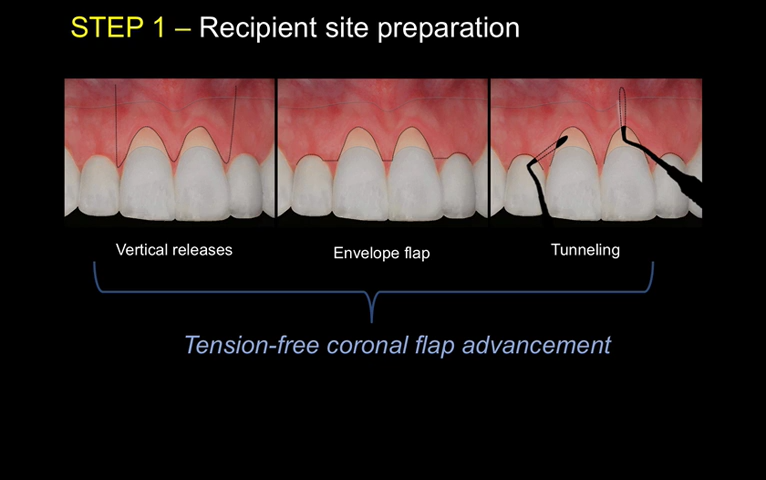 STEP 1 – Recipient site preparation
Vertical releases
Envelope flap
Tunneling
Tension-free coronal flap advancement